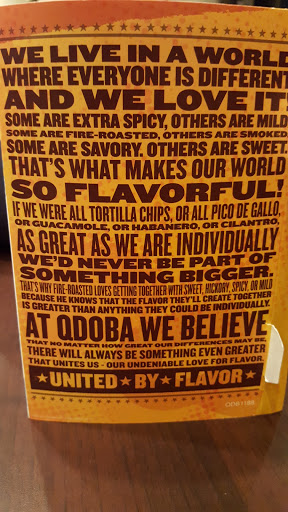 WE LIVE IN A WORLD
WHERE EVERYONE IS DIFFERENT
AND WE LOVE IT!
SOME ARE EXTRA SPICY, OTHERS ARE MILD
SOME ARE FIRE-ROASTED, OTHERS ARE SMOKED
SOME ARE SAVORY. OTHERS ARE SWEET.
THAT'S WHAT MAKES OUR WORLD
SO FLAVORFUL!
IF WE WERE ALL TORTILLA CHIPS, OR ALL PICO DE GALLO,
OR GUACAMOLE, OR HABANERO, OR CILANTRO,
AS GREAT AS WE ARE INDIVIDUALLY
WE'D NEVER BE PART OF
SOMETHING BIGGER.
THAT'S WHY FIRE-ROASTED LOVES GETTING TOGETHER WITH SWEET, HICKORY, SPICY, OR MILD
BECAUSE HE KNOWS THAT THE FLAVOR THEY'LL CREATE TOGETHER
IS GREATER THAN ANYTHING THEY COULD BE INDIVIDUALLY.
AT QDOBA WE BELIEVE
THAT NO MATTER HOW GREAT OUR DIFFERENCES MAY BE,
THERE WILL ALWAYS BE SOMETHING EVEN GREATER
THAT UNITES US - OUR UNDENIABLE LOVE FOR FLAVOR.
★UNITED★BY★FLAVOR★